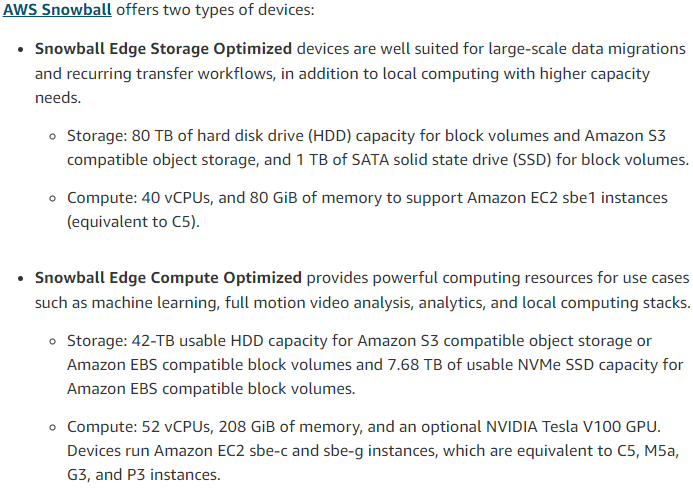 AWS Snowball offers two types of devices:
• Snowball Edge Storage Optimized devices are well suited for large-scale data migrations
and recurring transfer workflows, in addition to local computing with higher capacity
needs.
◦ Storage: 80 TB of hard disk drive (HDD) capacity for block volumes and Amazon S3
compatible object storage, and 1 TB of SATA solid state drive (SSD) for block volumes.
◦ Compute: 40 vCPUs, and 80 GiB of memory to support Amazon EC2 sbe1 instances
(equivalent to C5).
• Snowball Edge Compute Optimized provides powerful computing resources for use cases
such as machine learning, full motion video analysis, analytics, and local computing stacks.
◦ Storage: 42-TB usable HDD capacity for Amazon S3 compatible object storage or
Amazon EBS compatible block volumes and 7.68 TB of usable NVMe SSD capacity for
Amazon EBS compatible block volumes.
◦ Compute: 52 vCPUs, 208 GiB of memory, and an optional NVIDIA Tesla V100 GPU.
Devices run Amazon EC2 sbe-c and sbe-g instances, which are equivalent to C5, M5a,
G3, and P3 instances.